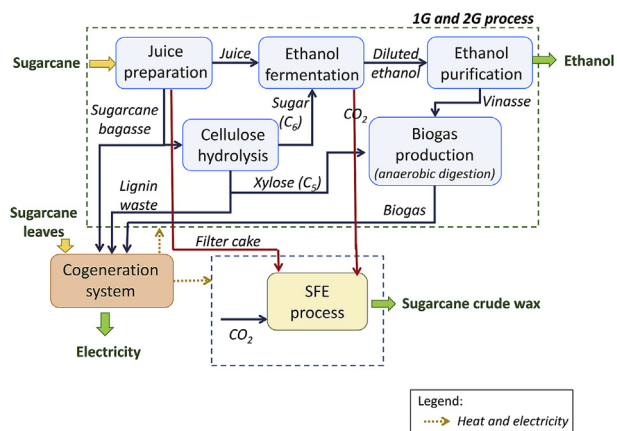 1G and 2G process
Sugarcane
Juice
preparation
Juice
Ethanol
fermentation
Diluted
ethanol
Ethanol
purification
Ethanol
Sugarcane
bagasse
Sugar
(C6)
CO2
Vinasse
Cellulose
hydrolysis
Biogas
production
(anaerobic digestion)
Lignin
waste
Xylose (C5)
Biogas
Sugarcane
leaves
Filter cake
Cogeneration
system
SFE
process
Sugarcane crude wax
CO2
Electricity
Legend:
Heat and electricity